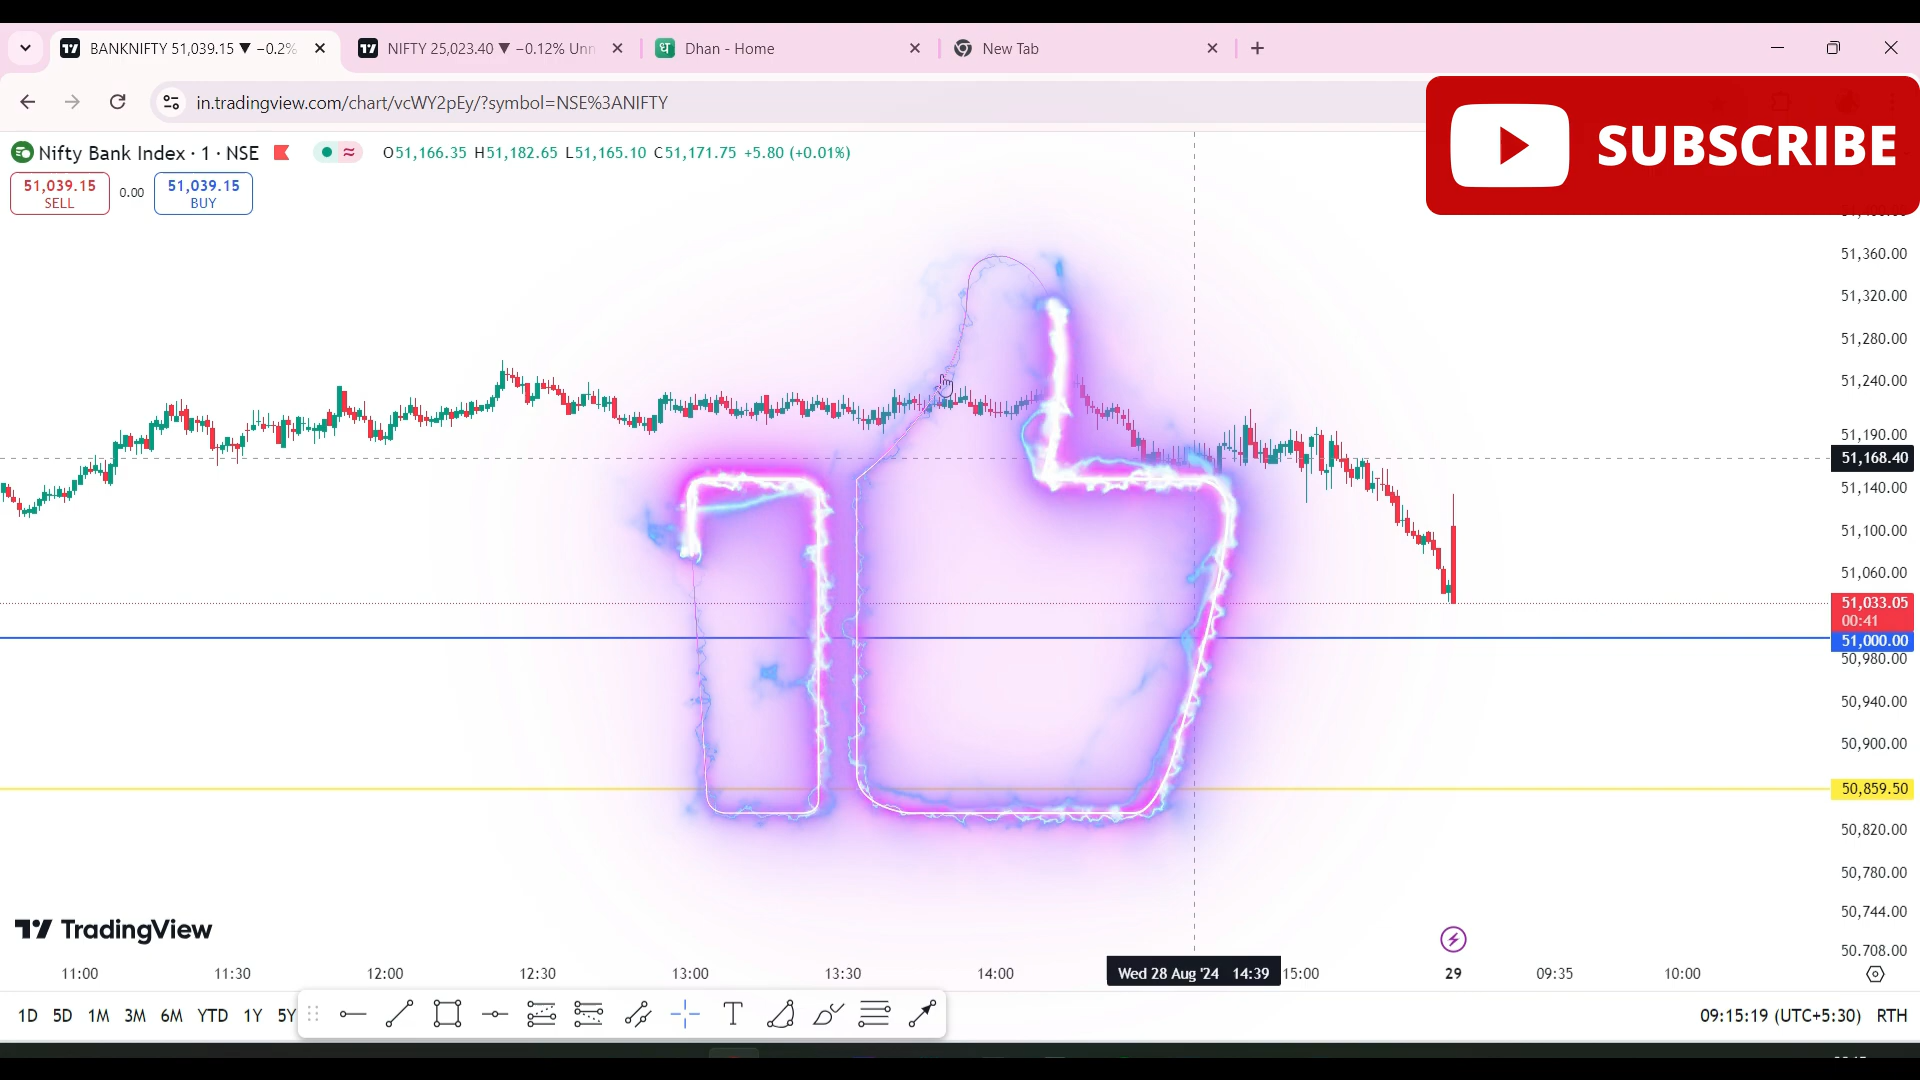 BANKNIFTY 51,039.15 ▼ −0.2%
NIFTY 25,023.40 ▼ −0.12% Unn
Dhan - Home
New Tab
in.tradingview.com/chart/vcWY2pEy/?symbol=NSE%3ANIFTY
SUBSCRIBE
Nifty Bank Index · 1 · NSE
O51,166.35 H51,182.65 L51,165.10 C51,171.75 +5.80 (+0.01%)
51,039.15
SELL
0.00
51,039.15
BUY
51,360.00
51,320.00
51,280.00
51,240.00
51,190.00
51,168.40
51,140.00
51,100.00
51,060.00
51,033.05
00:41
51,000.00
50,980.00
50,940.00
50,900.00
50,859.50
50,820.00
50,780.00
50,744.00
50,708.00
TradingView
11:00 11:30 12:00 12:30 13:00 13:30 14:00 Wed 28 Aug '24 14:39 15:00 29 09:35 10:00
1D 5D 1M 3M 6M YTD 1Y 5Y
09:15:19 (UTC+5:30) RTH